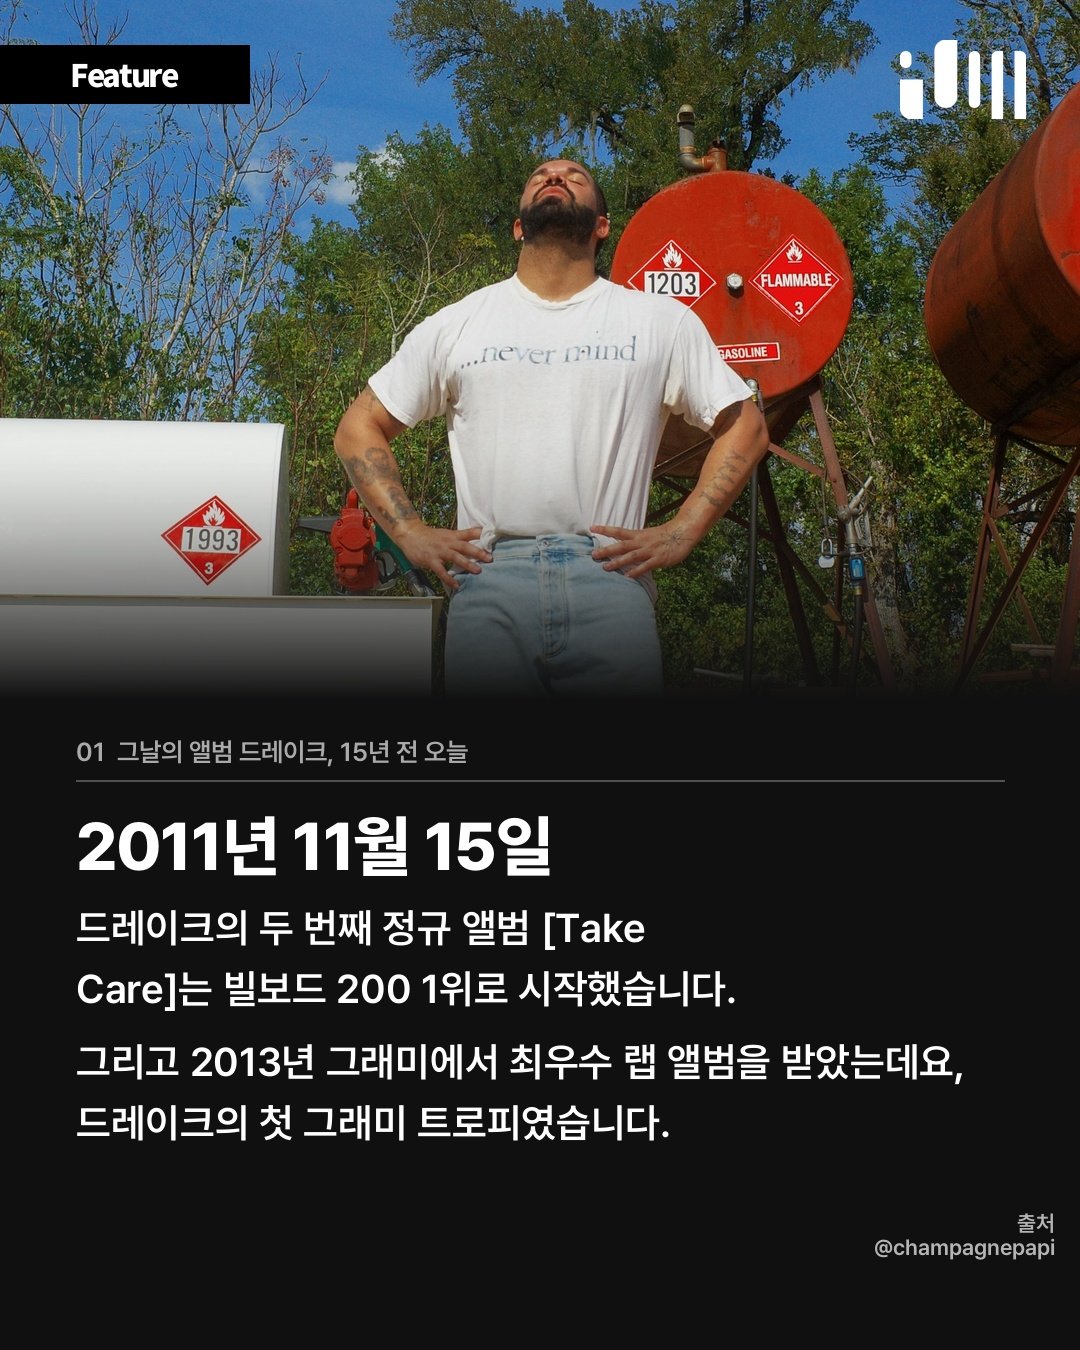 Feature
1203
FLAMMABLE
3
GASOLINE
...never mind
1993
3
01 그날의 앨범 드레이크, 15년 전 오늘
2011년 11월 15일
드레이크의 두 번째 정규 앨범 [Take
Care]는 빌보드 200 1위로 시작했습니다.
그리고 2013년 그래미에서 최우수 랩 앨범을 받았는데요,
드레이크의 첫 그래미 트로피였습니다.
출처
@champagnepapi